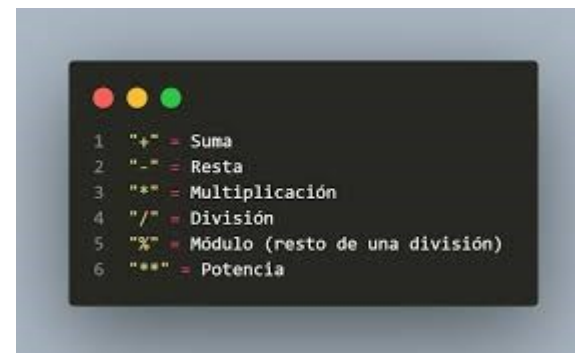 1 "+" = Suma
2 "-" = Resta
3 "*" = Multiplicación
4 "/" = División
5 "%" = Módulo (resto de una división)
6 "**" = Potencia